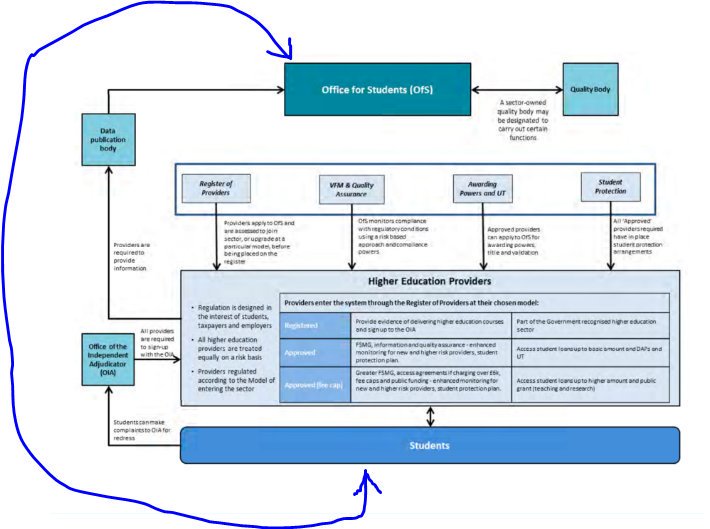 Office for Students (OfS)
Quality Body
A sector-owned
quality body may
be designated to
carry out certain
functions.
Data
publication
body
Register of
Providers
VFM & Quality
Assurance
Awarding
Powers and UT
Student
Protection
Providers apply to OfS and
are assessed to join
sector, or upgrade at a
particular model, before
being placed on the
register
OfS monitors compliance
with regulatory conditions
using a risk based
approach and compliance
powers
Approved providers
can apply to OfS for
awarding powers,
title and validation
All 'Approved'
providers required
have in place
student protection
arrangements
Providers are
required to
provide
information
Higher Education Providers
• Regulation is designed in
the interest of students,
taxpayers and employers
• All higher education
providers are treated
equally on a risk basis
• Providers regulated
according to the Model of
entering the sector
Providers enter the system through the Register of Providers at their chosen model:
Registered
Provide evidence of delivering higher education courses
and sign up to the OIA
Part of the Government recognised higher education
sector
Approved
FSMG, information and quality assurance - enhanced
monitoring for new and higher risk providers, student
protection plan.
Access student loans up to basic amount and DAPs and
UT
Approved (fee cap)
Greater FSMG, access agreements if charging over £6k,
fee caps and public funding - enhanced monitoring for
new and higher risk providers, student protection plan.
Access student loans up to higher amount and public
grant (teaching and research)
All providers
are required
to sign-up
with the OIA
Office of the
Independent
Adjudicator
(OIA)
Students can make
complaints to OIA for
redress
Students